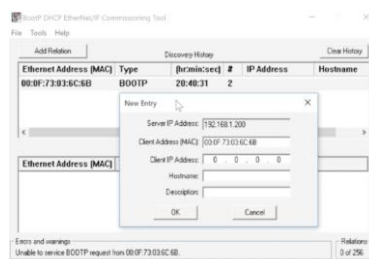 BootP DHCP EtherNet/IP Commissioning Tool
File Tools Help
Add Relation
Discovery History
Clear History
Ethernet Address (MAC) Type (hr:min:sec) # IP Address Hostname
00:0F:73:03:6C:6B BOOTP 20:40:31 2
New Entry
Server IP Address: 192.168.1.200
Client Address (MAC): 00:0F:73:03:6C:6B
Client IP Address: 0 . 0 . 0 . 0
Hostname:
Description:
OK Cancel
Ethernet Address (MAC)
Errors and warnings
Unable to service BOOTP request from 00:0F:73:03:6C:6B.
Relations
0 of 256